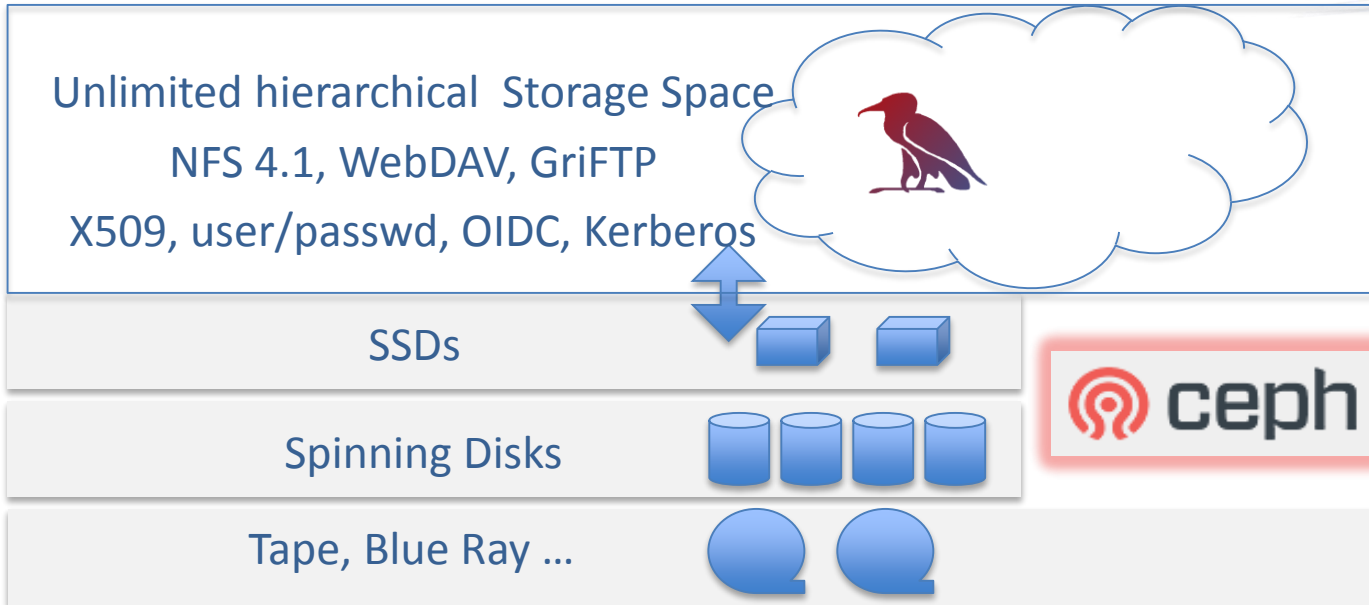 Unlimited hierarchical Storage Space
NFS 4.1, WebDAV, GriFTP
X509, user/passwd, OIDC, Kerberos
SSDs
ceph
Spinning Disks
Tape, Blue Ray ...